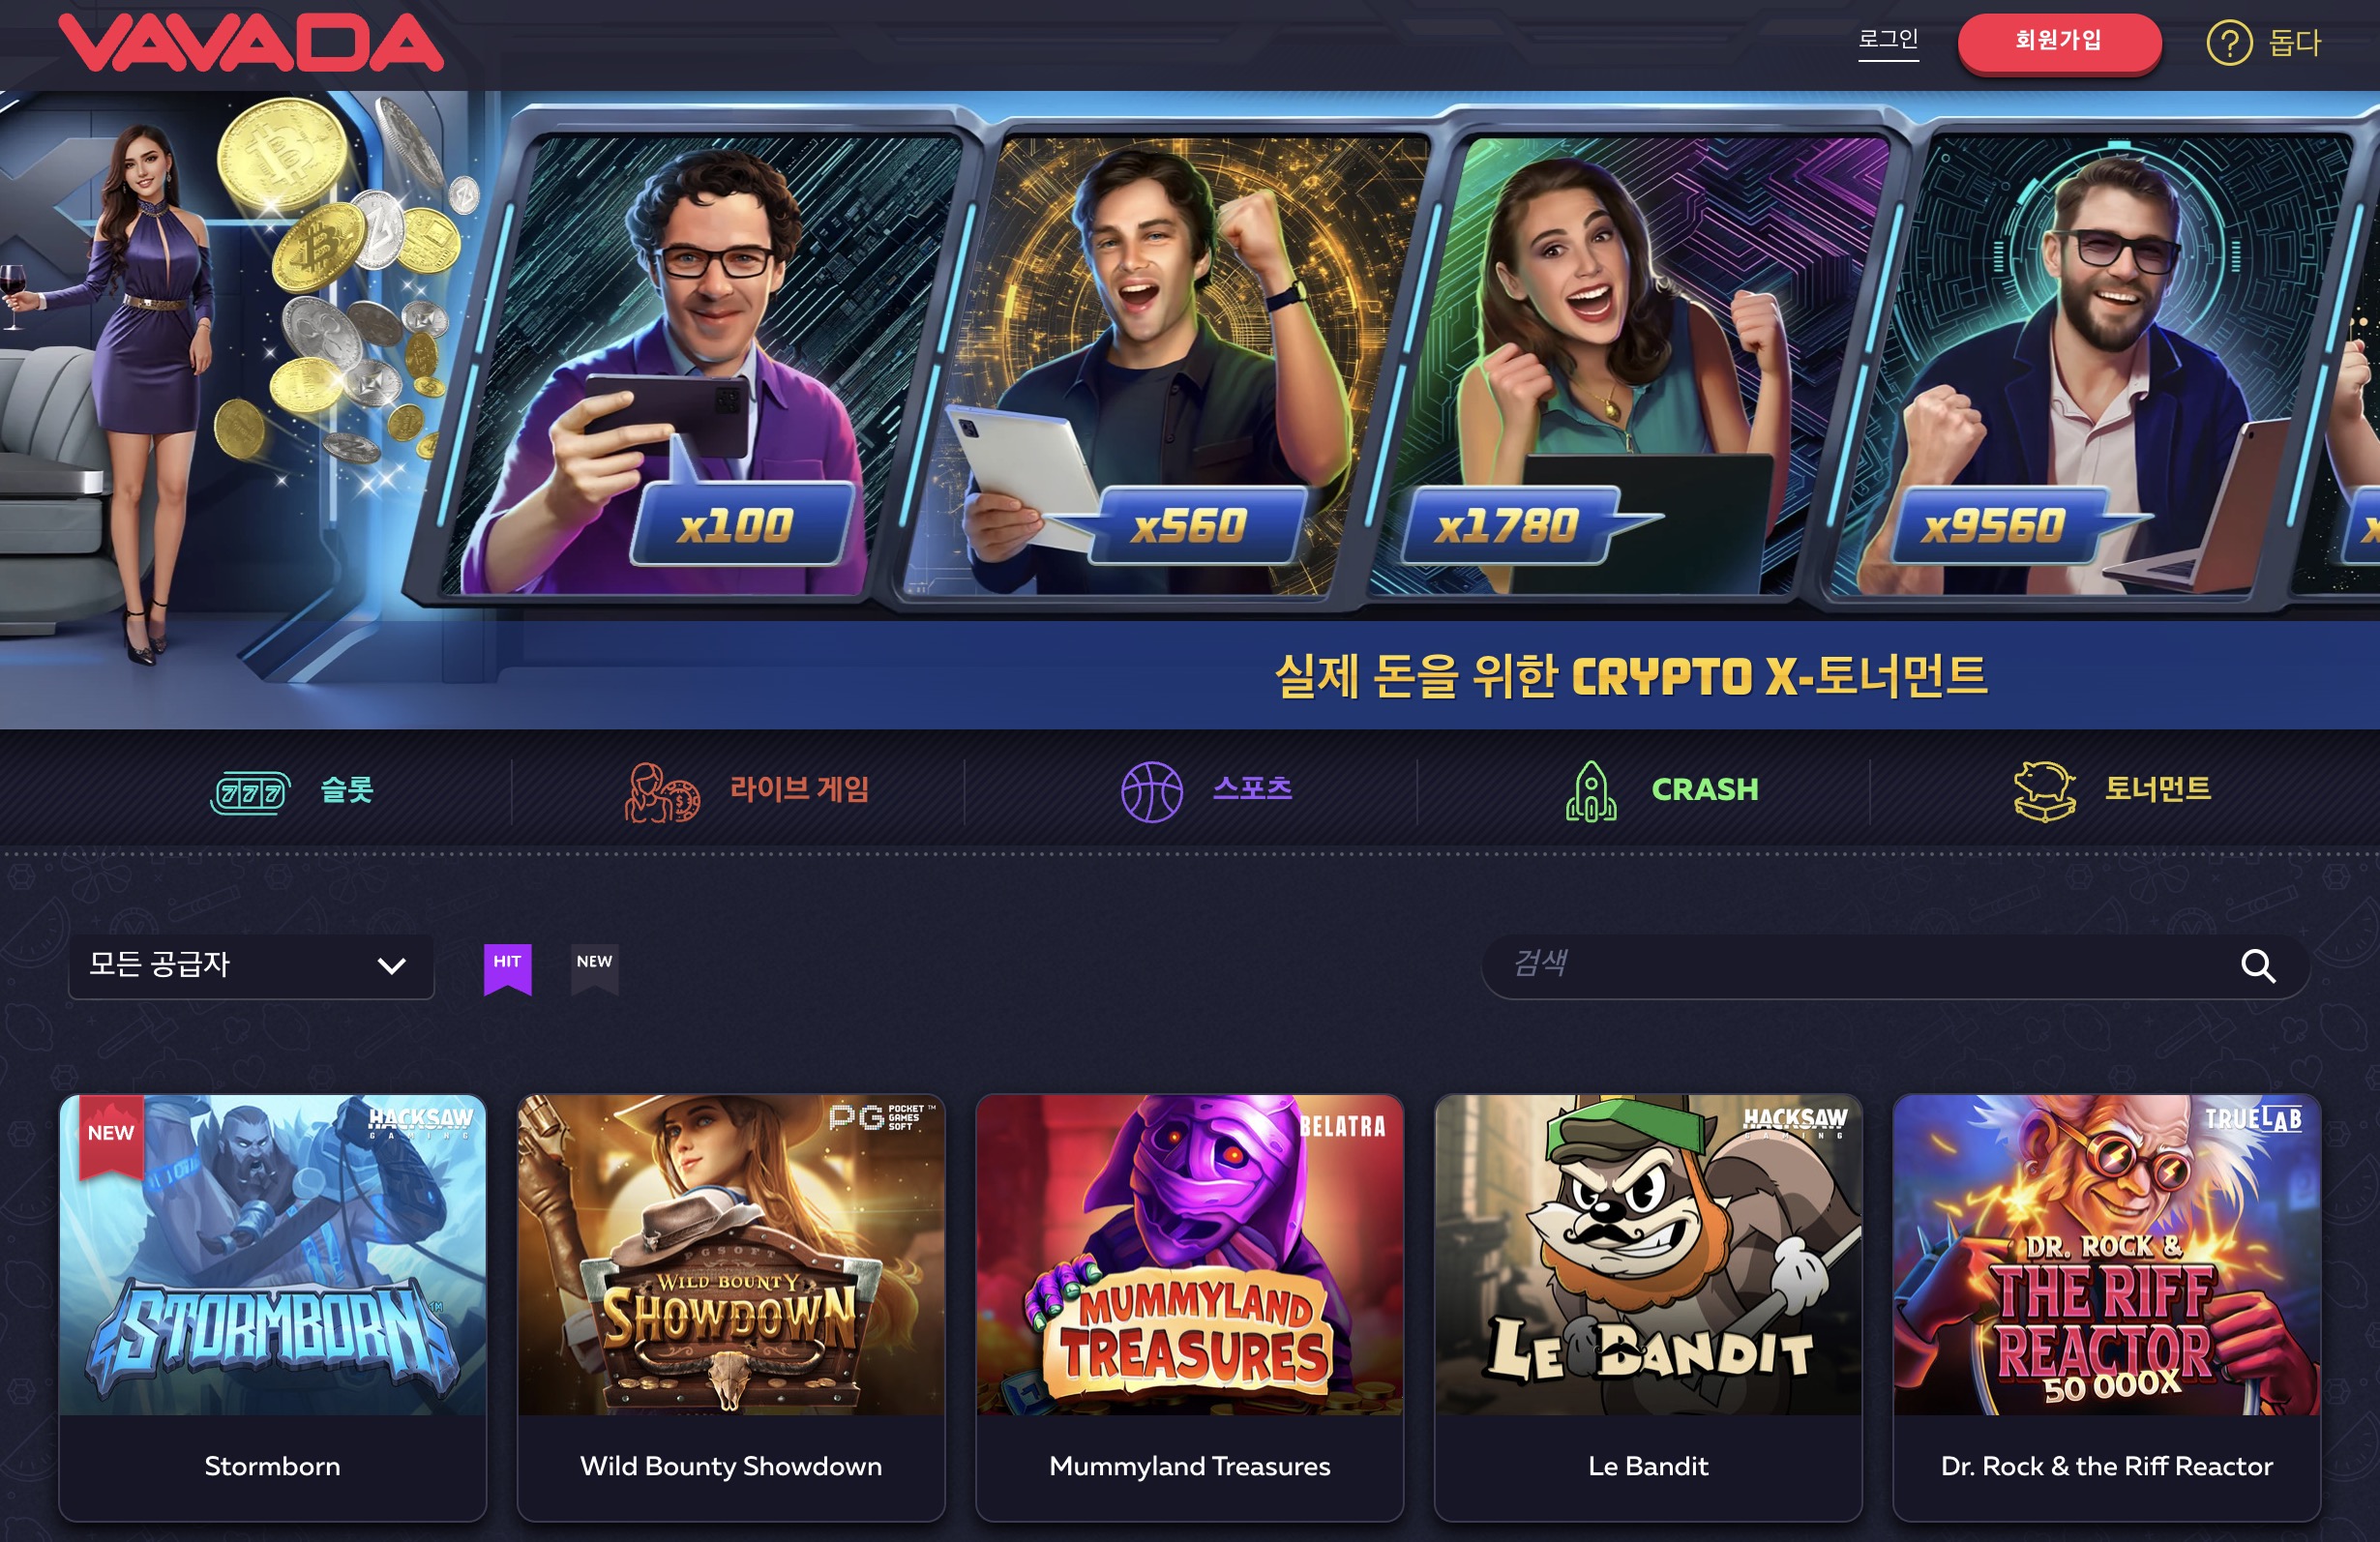 VAVADA
로그인
회원가입
? 돕다
x100
x560
x1780
x9560
실제 돈을 위한 CRYPTO X-토너먼트
777 슬롯
라이브 게임
스포츠
CRASH
토너먼트
모든 공급자
HIT
NEW
검색
NEW
HACKSAW
GAMING
STORMBORN™
Stormborn
PG POCKET GAMES SOFT™
PGSOFT
WILD BOUNTY
SHOWDOWN
Wild Bounty Showdown
BELATRA
MUMMYLAND
TREASURES
Mummyland Treasures
HACKSAW
GAMING
LE BANDIT
Le Bandit
TRUELAB
DR. ROCK &
THE RIFF
REACTOR
50 000X
Dr. Rock & the Riff Reactor